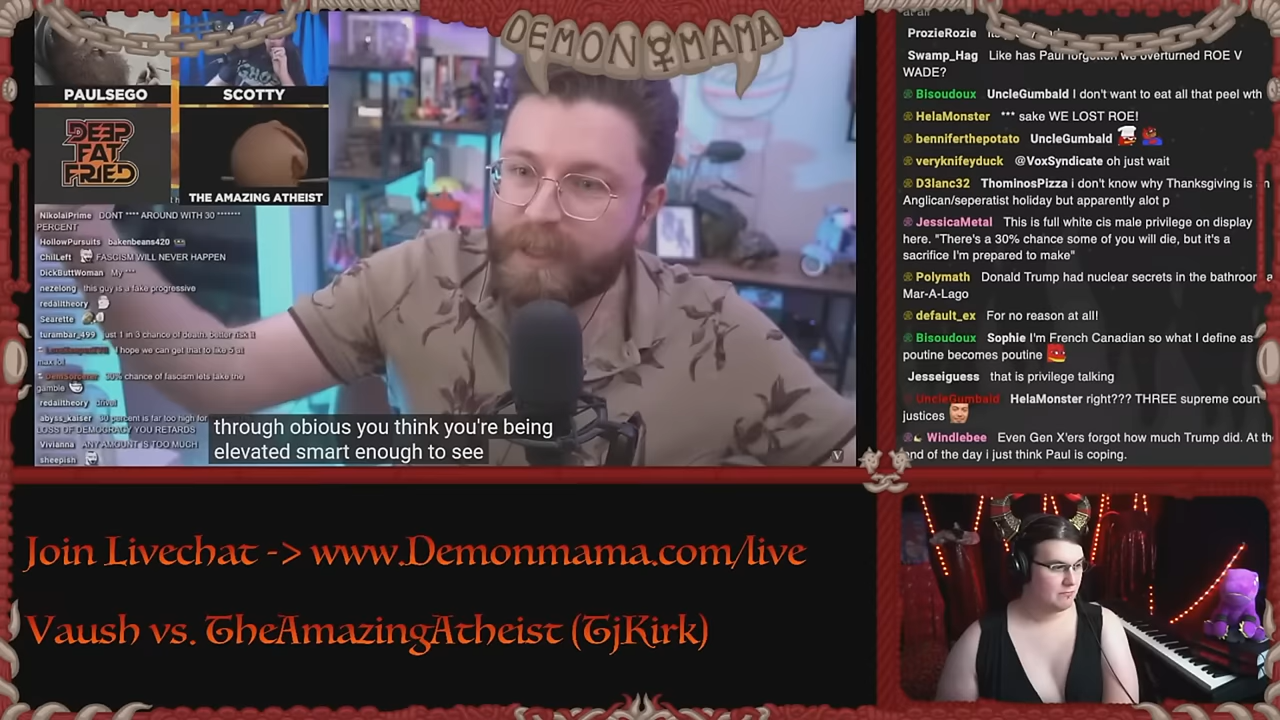 DEMON MAMA
PAULSEGO
SCOTTY
DEEP
FAT
FRIED
THE AMAZING ATHEIST
NikolaiPrime DONT **** AROUND WITH 30 *******
PERCENT
HollowPursuits bakenbeans420
ChilLeft FASCISM WILL NEVER HAPPEN
DickButtWoman My ***
nezelong this guy is a fake progressive
redalitheory
Searette
turambar_499 just 1 in 3 chance of death. better risk it
I hope we can get that to like 5 at
max lol
30% chance of fascism lets take the
gamble
redalitheory drivel
abyss_kaiser 30 percent is far too high for
LOSS OF DEMOCRACY YOU RETARDS
Vivianna ANY AMOUNT IS TOO MUCH
sheepish
through obious you think you're being
elevated smart enough to see
V
at all
ProzieRozie
Swamp_Hag Like has Paul forgotten we overturned ROE V
WADE?
Bisoudoux UncleGumbald I don't want to eat all that peel wth
HelaMonster *** sake WE LOST ROE!
benniferthepotato UncleGumbald
veryknifeyduck @VoxSyndicate oh just wait
D3lanc32 ThominosPizza i don't know why Thanksgiving is an
Anglican/seperatist holiday but apparently alot p
JessicaMetal This is full white cis male privilege on display
here. "There's a 30% chance some of you will die, but it's a
sacrifice I'm prepared to make"
Polymath Donald Trump had nuclear secrets in the bathroom a
Mar-A-Lago
default_ex For no reason at all!
Bisoudoux Sophie I'm French Canadian so what I define as
poutine becomes poutine
Jesseiguess that is privilege talking
UncleGumbald HelaMonster right??? THREE supreme court
justices
Windlebee Even Gen X'ers forgot how much Trump did. At th
end of the day i just think Paul is coping.
Join Livechat -> www.Demonmama.com/live
Vaush vs. TheAmazingAtheist (TjKirk)